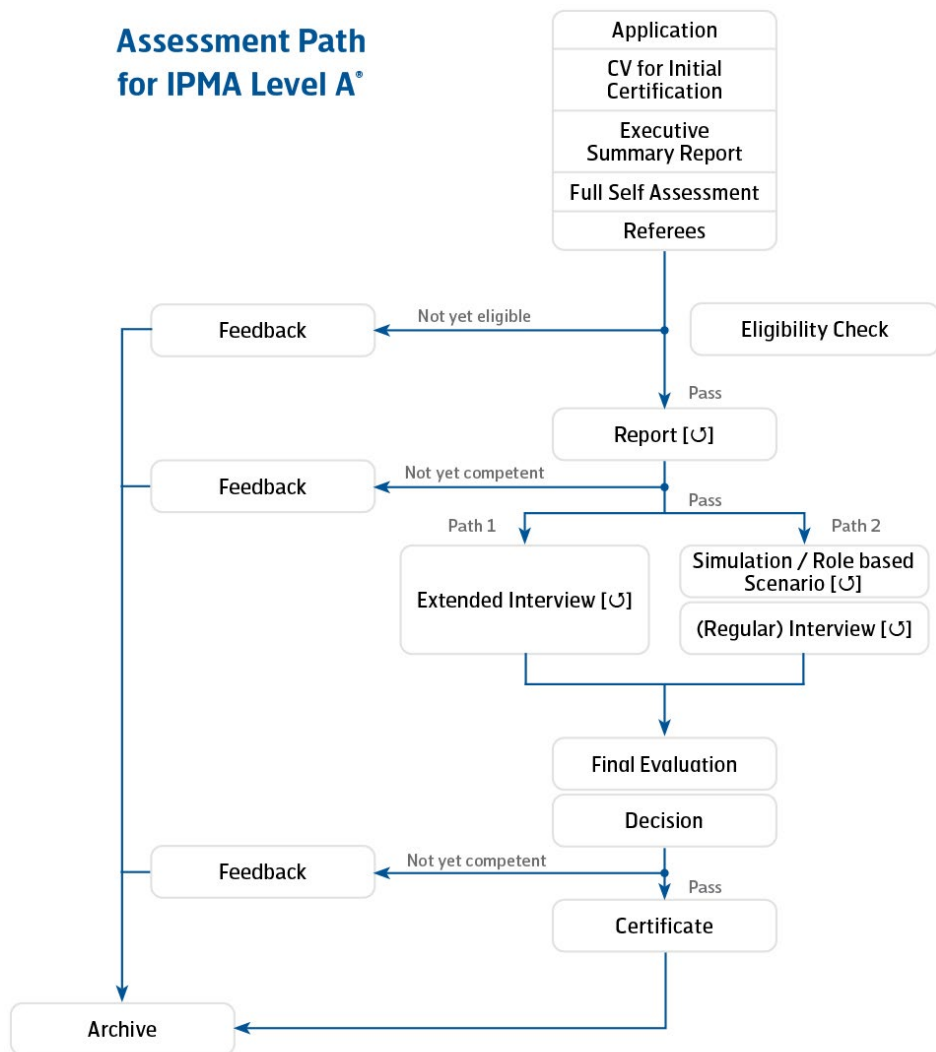 Assessment Path
for IPMA Level A®
Application
CV for Initial
Certification
Executive
Summary Report
Full Self Assessment
Referees
Not yet eligible
Feedback
Eligibility Check
Pass
Report [↺]
Not yet competent
Feedback
Pass
Path 1
Path 2
Extended Interview [↺]
Simulation / Role based
Scenario [↺]
(Regular) Interview [↺]
Final Evaluation
Decision
Not yet competent
Feedback
Pass
Certificate
Archive